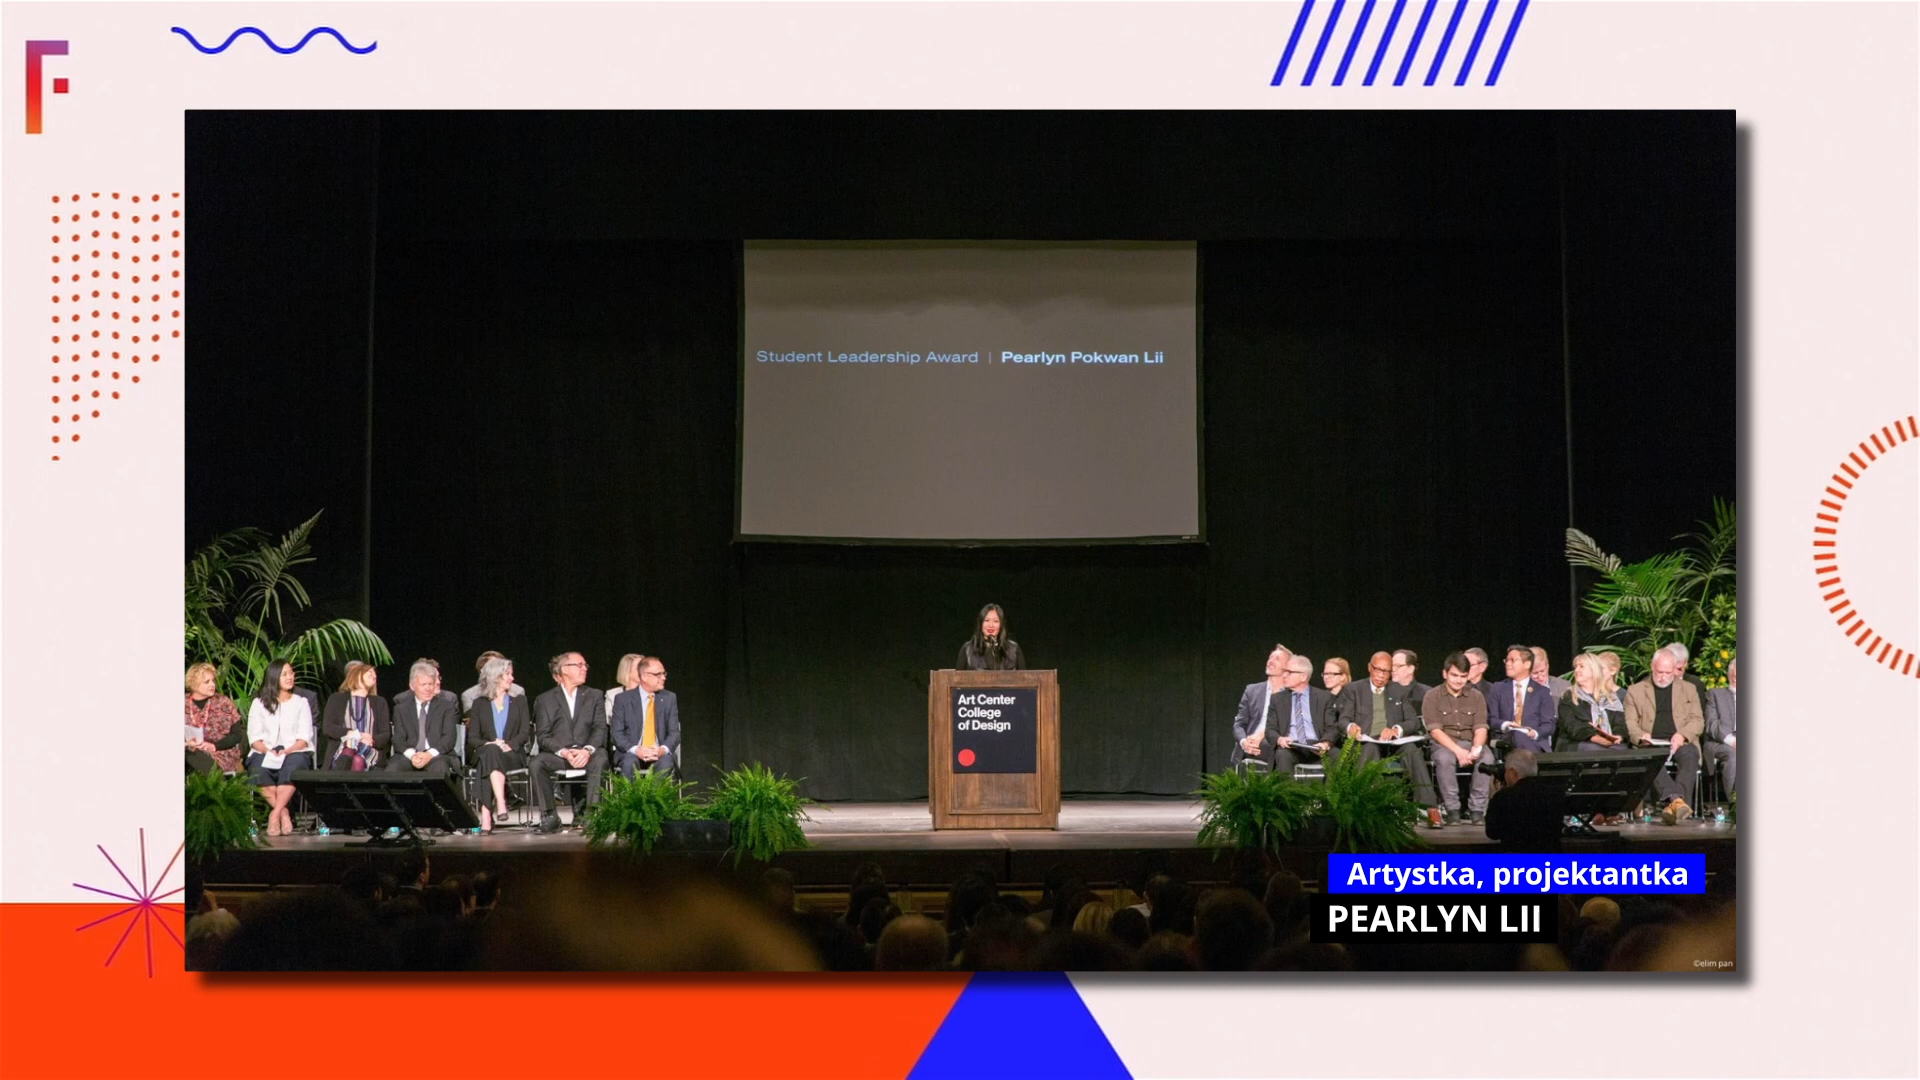 Student Leadership Award | Pearlyn Pokwan Lii
Art Center
College
of Design
Artystka, projektantka
PEARLYN LII
©elim pan